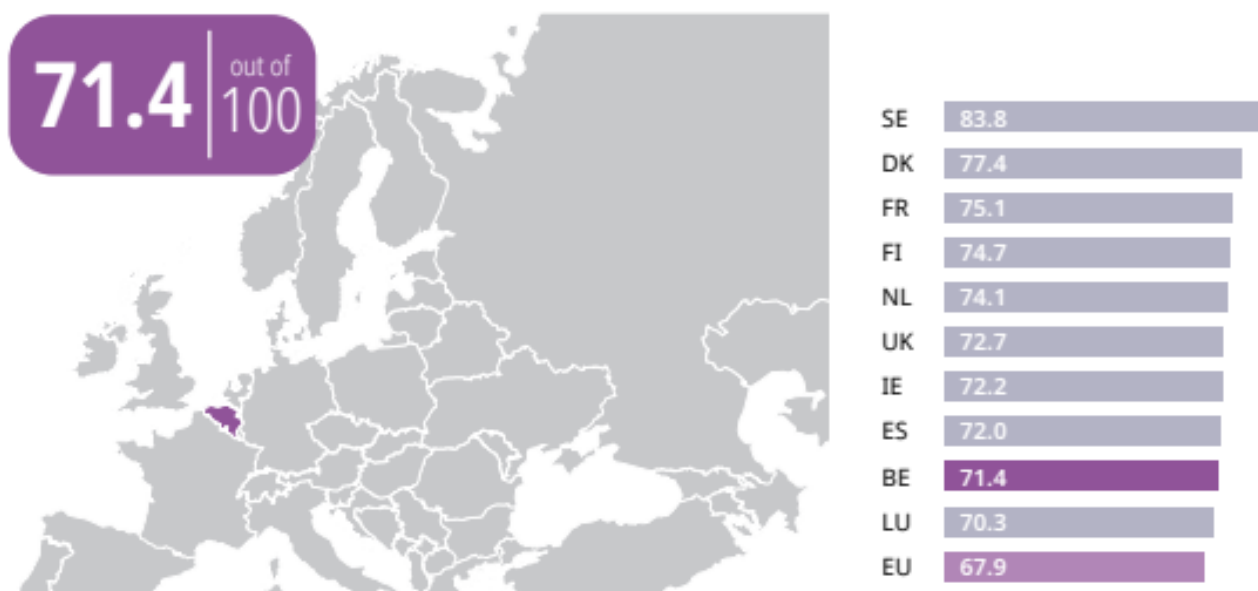 71.4
out of
100
SE 83.8
DK 77.4
FR 75.1
FI 74.7
NL 74.1
UK 72.7
IE 72.2
ES 72.0
BE 71.4
LU 70.3
EU 67.9